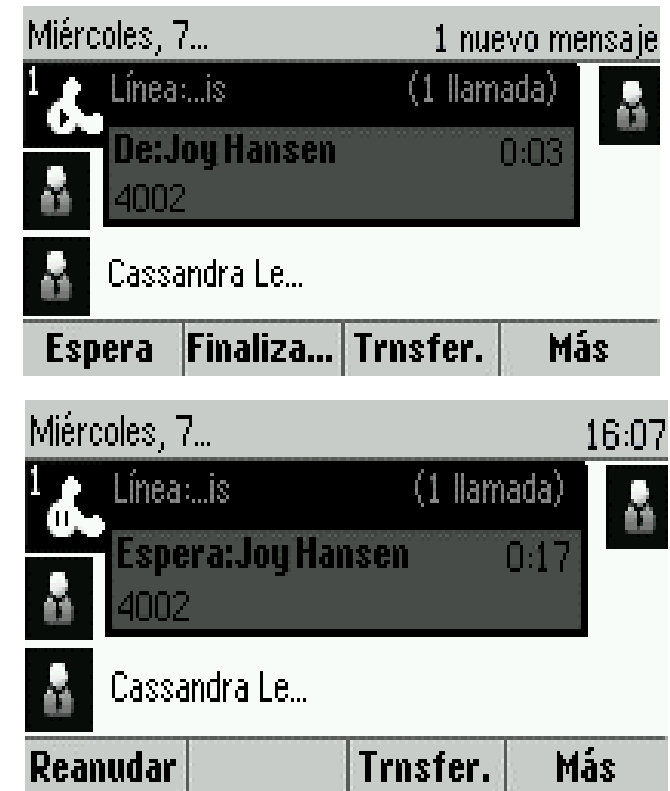 Miércoles, 7... 1 nuevo mensaje
1 Línea:...is (1 llamada)
De:Joy Hansen 0:03
4002
Cassandra Le...
Espera Finaliza... Trnsfer. Más
Miércoles, 7... 16:07
1 Línea:...is (1 llamada)
Espera:Joy Hansen 0:17
4002
Cassandra Le...
Reanudar Trnsfer. Más